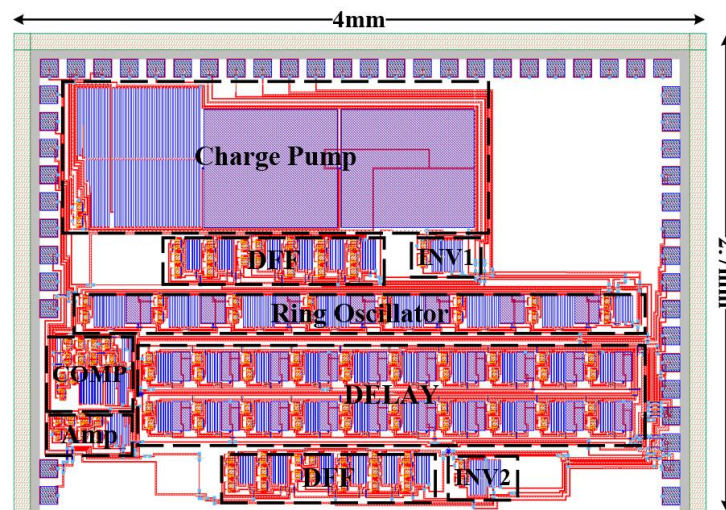 4mm
Charge Pump
DFF
INV1
Ring Oscillator
COMP
DELAY
Amp
DFF
INV2